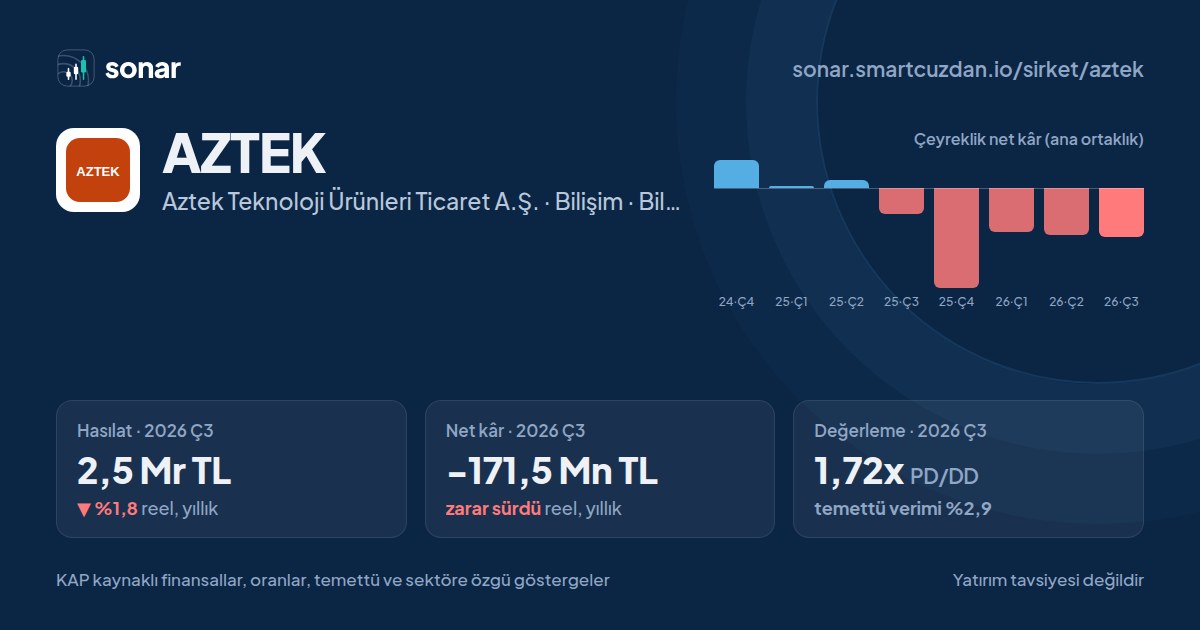 sonar
sonar.smartcuzdan.io/sirket/aztek
AZTEK
AZTEK
Aztek Teknoloji Ürünleri Ticaret A.Ş. · Bilişim · Bil...
Çeyreklik net kâr (ana ortaklık)
24·Ç4 25·Ç1 25·Ç2 25·Ç3 25·Ç4 26·Ç1 26·Ç2 26·Ç3
Hasılat · 2026 Ç3
2,5 Mr TL
▼ %1,8 reel, yıllık
Net kâr · 2026 Ç3
−171,5 Mn TL
zarar sürdü reel, yıllık
Değerleme · 2026 Ç3
1,72x PD/DD
temettü verimi %2,9
KAP kaynaklı finansallar, oranlar, temettü ve sektöre özgü göstergeler
Yatırım tavsiyesi değildir